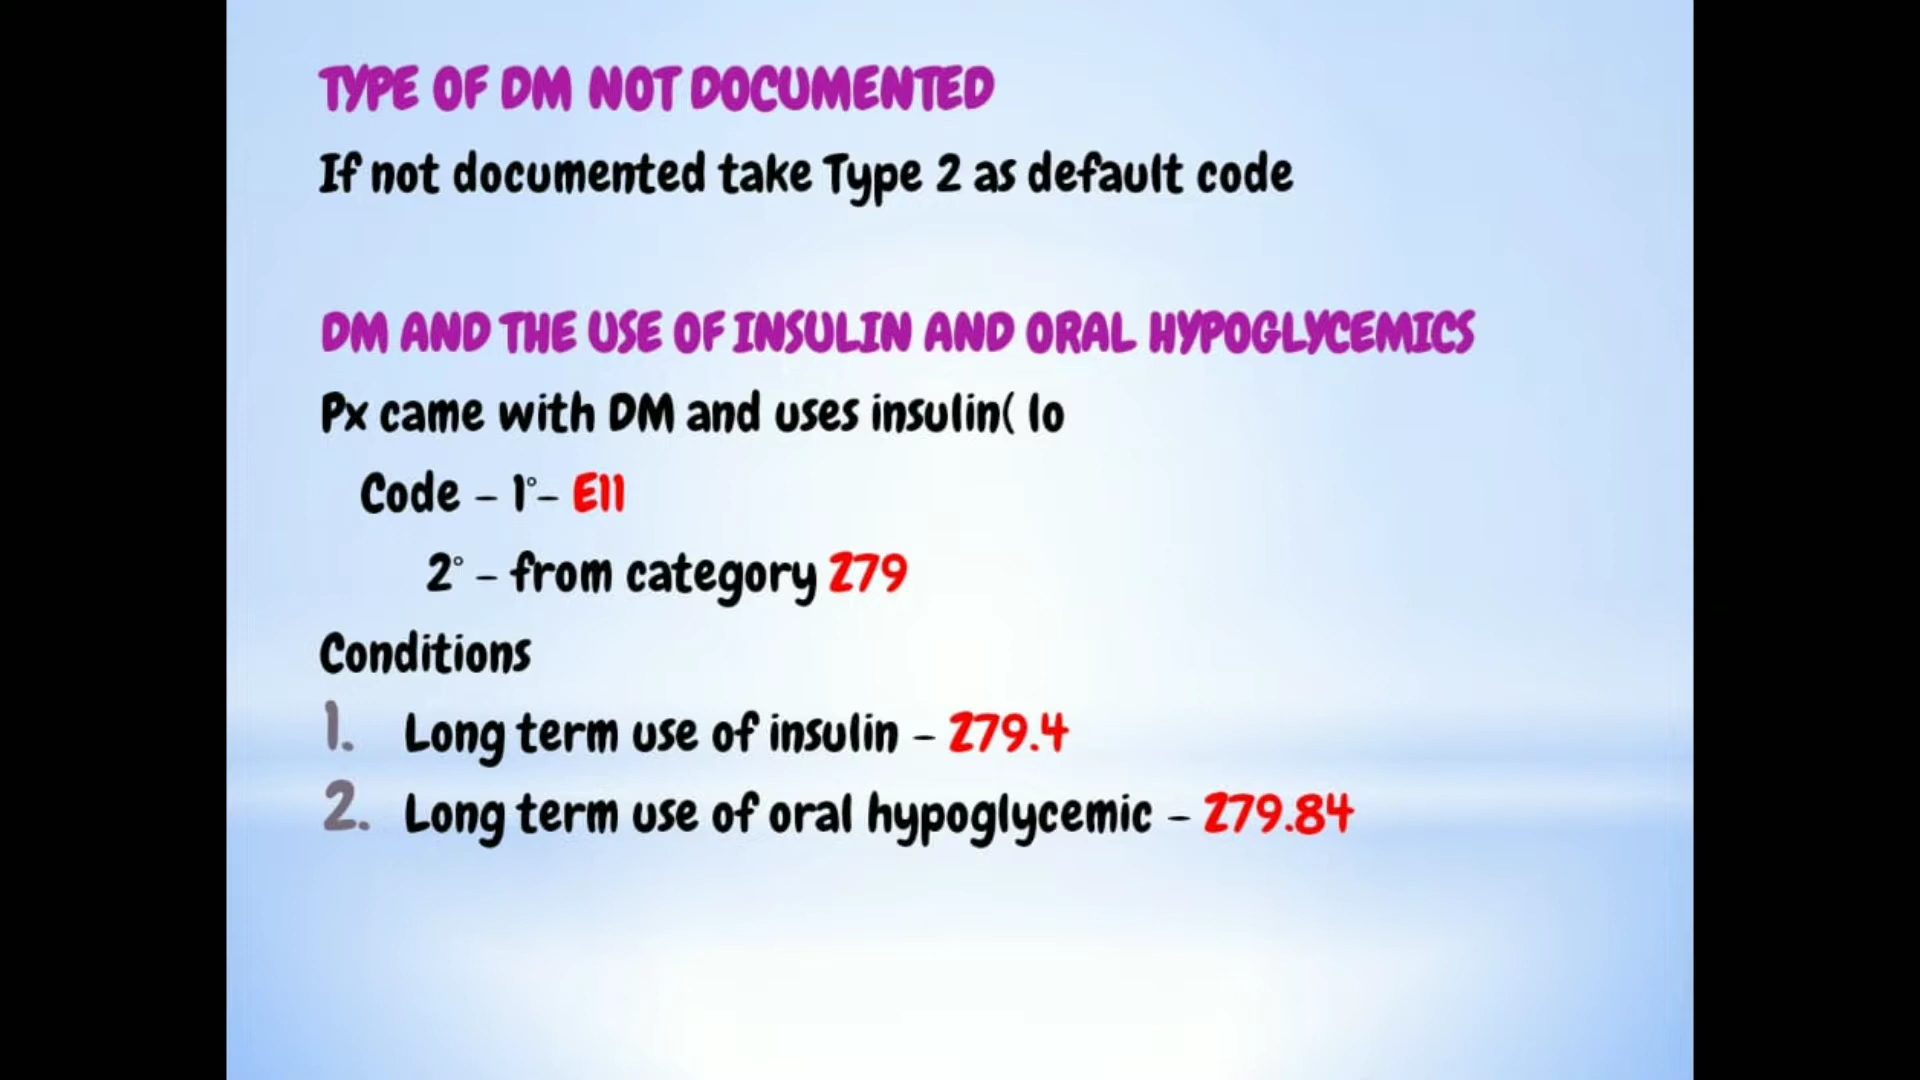 TYPE OF DM NOT DOCUMENTED
If not documented take Type 2 as default code
DM AND THE USE OF INSULIN AND ORAL HYPOGLYCEMICS
Px came with DM and uses insulin( lo
Code – 1°– E11
2° – from category Z79
Conditions
1. Long term use of insulin – Z79.4
2. Long term use of oral hypoglycemic – Z79.84